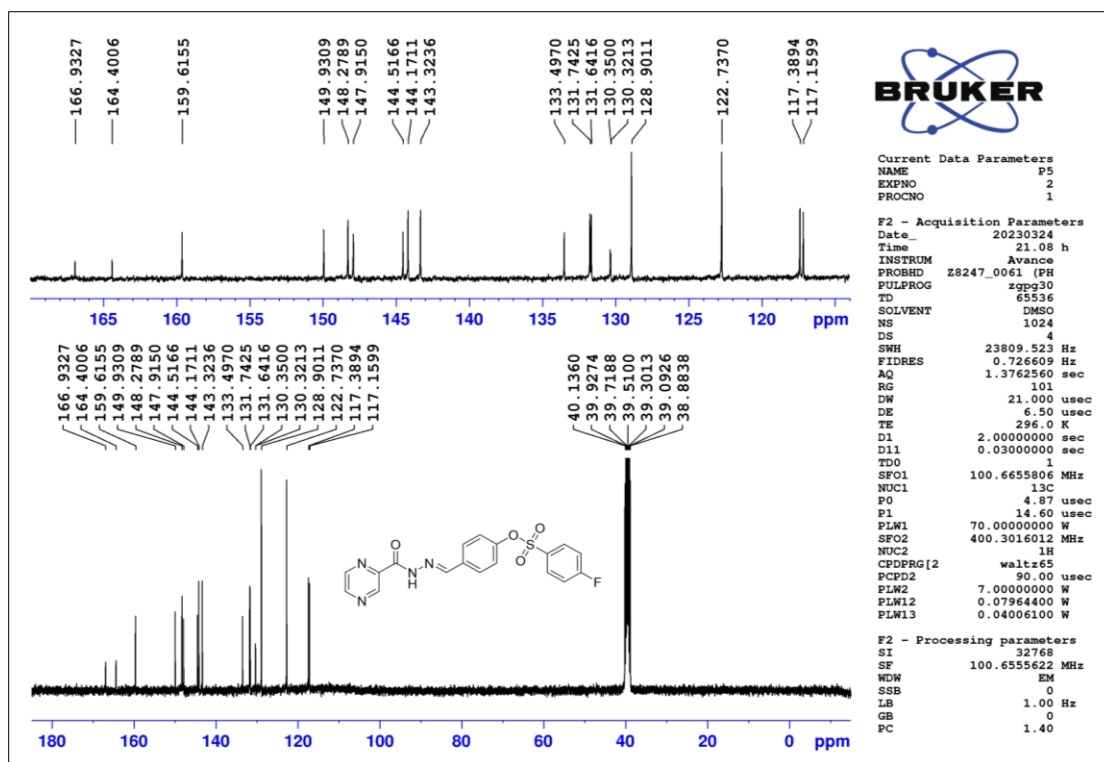 166.9327
164.4006
159.6155
149.9309
148.2789
147.9150
144.5166
144.1711
143.3236
133.4970
131.7425
131.6416
130.3500
130.3213
128.9011
122.7370
117.3894
117.1599
165 160 155 150 145 140 135 130 125 120 ppm
166.9327
164.4006
159.6155
149.9309
148.2789
147.9150
144.5166
144.1711
143.3236
133.4970
131.7425
131.6416
130.3500
130.3213
128.9011
122.7370
117.3894
117.1599
40.1360
39.9274
39.7188
39.5100
39.3013
39.0926
38.8838
O
O
O
S
O
N
N
N
NH
N
F
180 160 140 120 100 80 60 40 20 0 ppm
BRUKER
Current Data Parameters
NAME P5
EXPNO 2
PROCNO 1
F2 - Acquisition Parameters
Date_ 20230324
Time 21.08 h
INSTRUM Avance
PROBHD Z8247_0061 (PH
PULPROG zgpg30
TD 65536
SOLVENT DMSO
NS 1024
DS 4
SWH 23809.523 Hz
FIDRES 0.726609 Hz
AQ 1.3762560 sec
RG 101
DW 21.000 usec
DE 6.50 usec
TE 296.0 K
D1 2.00000000 sec
D11 0.03000000 sec
TD0 1
SFO1 100.6655806 MHz
NUC1 13C
P0 4.87 usec
P1 14.60 usec
PLW1 70.00000000 W
SFO2 400.3016012 MHz
NUC2 1H
CPDPRG[2 waltz65
PCPD2 90.00 usec
PLW2 7.00000000 W
PLW12 0.07964400 W
PLW13 0.04006100 W
F2 - Processing parameters
SI 32768
SF 100.6555622 MHz
WDW EM
SSB 0
LB 1.00 Hz
GB 0
PC 1.40